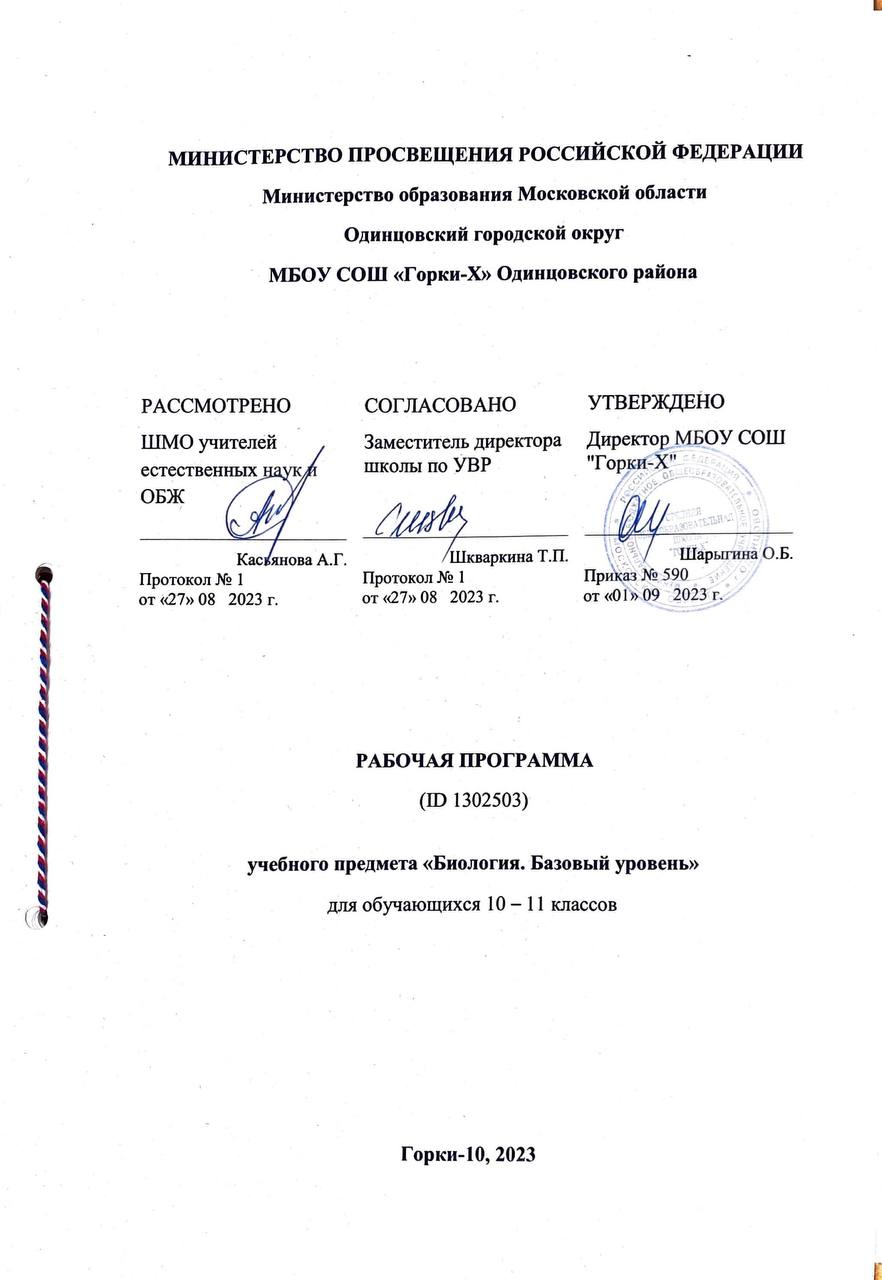 МИНИСТЕРСТВО ПРОСВЕЩЕНИЯ РОССИЙСКОЙ ФЕДЕРАЦИИ
Министерство образования Московской области
Одинцовский городской округ
МБОУ СОШ «Горки-Х» Одинцовского района
РАССМОТРЕНО
ШМО учителей
естественных наук и
ОБЖ
Касьянова А.Г.
Протокол № 1
от «27» 08 2023 г.
СОГЛАСОВАНО
Заместитель директора
школы по УВР
Шкваркина Т.П.
Протокол № 1
от «27» 08 2023 г.
УТВЕРЖДЕНО
Директор МБОУ СОШ
"Горки-Х"
Шарыгина О.Б.
Приказ № 590
от «01» 09 2023 г.
РАБОЧАЯ ПРОГРАММА
(ID 1302503)
учебного предмета «Биология. Базовый уровень»
для обучающихся 10 – 11 классов
Горки-10, 2023